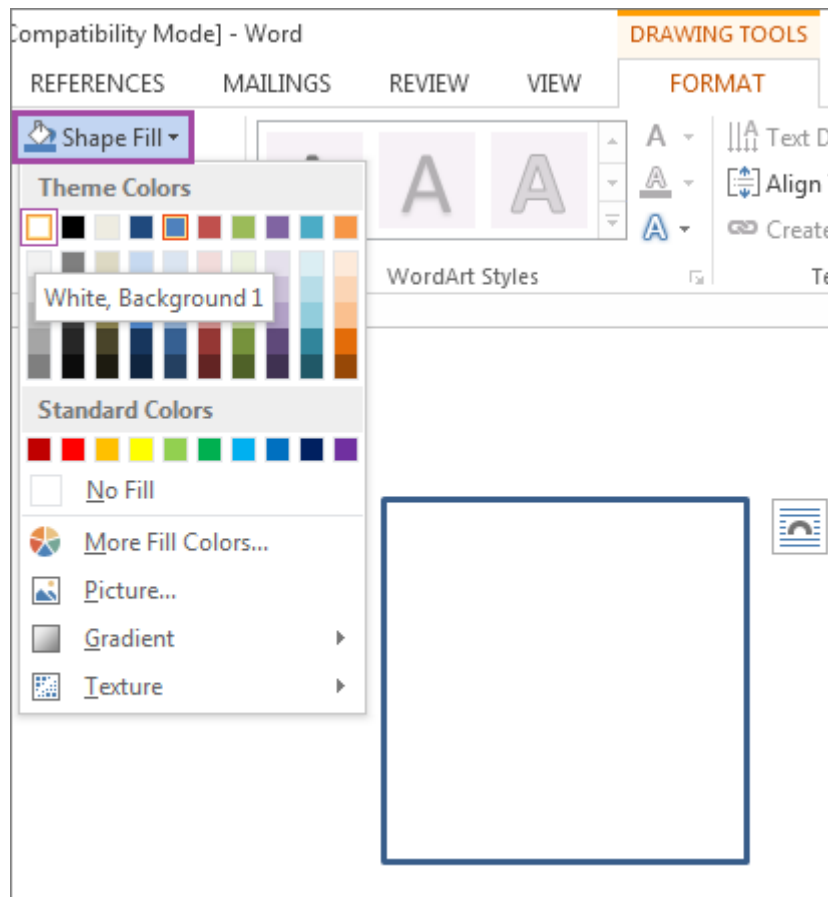 Compatibility Mode] - Word
DRAWING TOOLS
REFERENCES MAILINGS REVIEW VIEW FORMAT
Shape Fill
Theme Colors
White, Background 1
Standard Colors
No Fill
More Fill Colors...
Picture...
Gradient
Texture
A A
A
A
A
WordArt Styles
Text
Align
Create